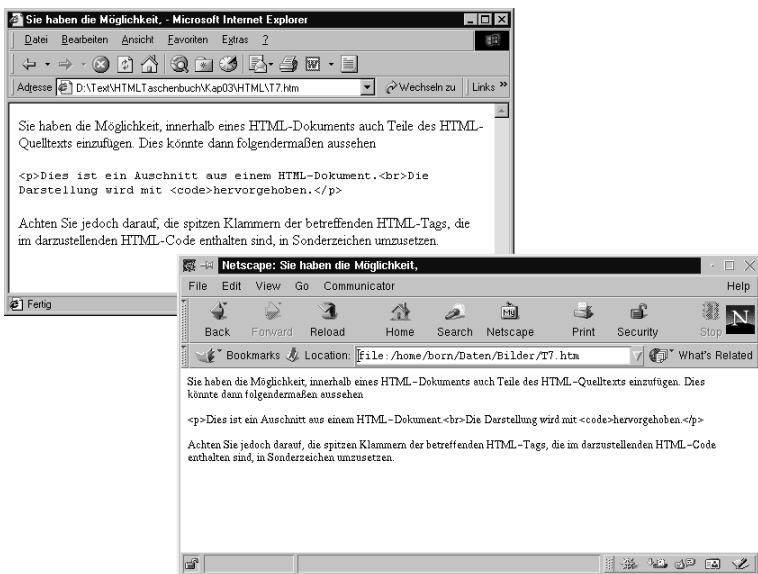 Sie haben die Möglichkeit, - Microsoft Internet Explorer
Datei Bearbeiten Ansicht Favoriten Extras ?
Adresse D:\Text\HTMLTaschenbuch\Kap03\HTML\T7.htm Wechseln zu Links »
Sie haben die Möglichkeit, innerhalb eines HTML-Dokuments auch Teile des HTML-
Quelltexts einzufügen. Dies könnte dann folgendermaßen aussehen
<p>Dies ist ein Auschnitt aus einem HTML-Dokument.<br>Die
Darstellung wird mit <code>hervorgehoben.</p>
Achten Sie jedoch darauf, die spitzen Klammern der betreffenden HTML-Tags, die
im darzustellenden HTML-Code enthalten sind, in Sonderzeichen umzusetzen.
Fertig
Netscape: Sie haben die Möglichkeit,
File Edit View Go Communicator Help
My N
Back Forward Reload Home Search Netscape Print Security Stop
Bookmarks Location: file:/home/born/Daten/Bilder/T7.htm What's Related
Sie haben die Möglichkeit, innerhalb eines HTML-Dokuments auch Teile des HTML-Quelltexts einzufügen. Dies
könnte dann folgendermaßen aussehen
<p>Dies ist ein Auschnitt aus einem HTML-Dokument.<br>Die Darstellung wird mit <code>hervorgehoben.</p>
Achten Sie jedoch darauf, die spitzen Klammern der betreffenden HTML-Tags, die im darzustellenden HTML-Code
enthalten sind, in Sonderzeichen umzusetzen.